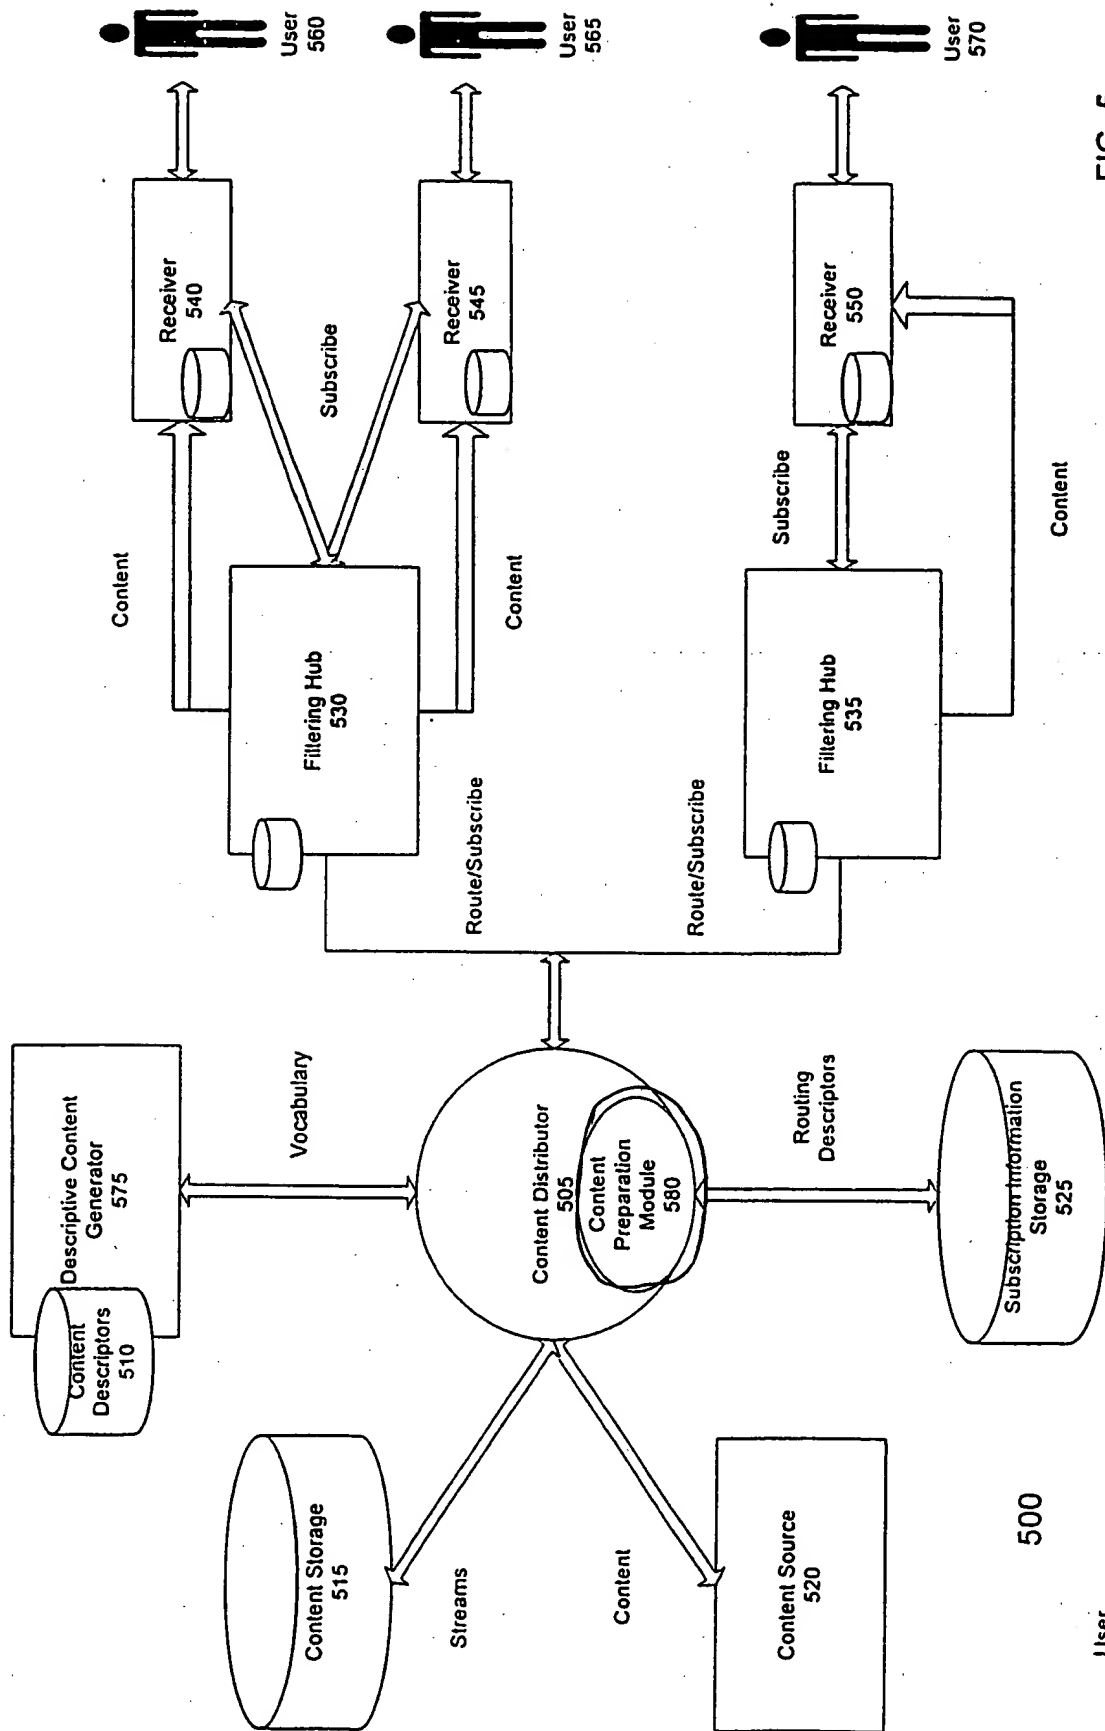 Content Storage
515
Streams
Content
Content Source
520
500
User
Content
Descriptors
510
Descriptive Content
Generator
575
Vocabulary
Content Distributor
505
Content
Preparation
Module
580
Routing
Descriptors
Subscription Information
Storage
525
Route/Subscribe
Route/Subscribe
Filtering Hub
530
Filtering Hub
535
Content
Subscribe
Content
Subscribe
Content
Receiver
540
Receiver
545
Receiver
550
User
560
User
565
User
570
FIG. 5